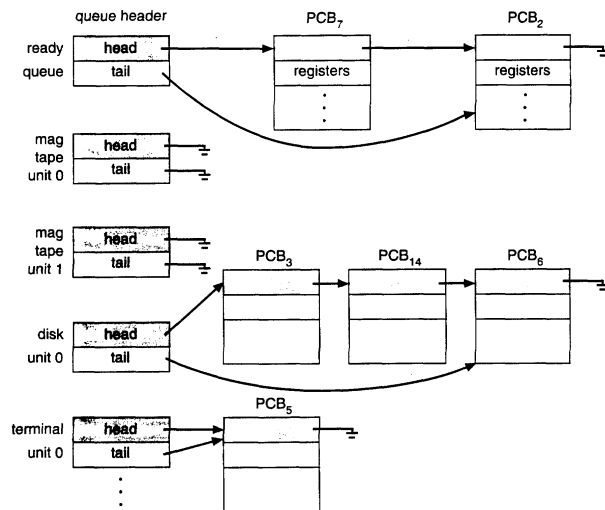 queue header
PCB7
PCB2
ready
queue
head
tail
registers
registers
mag
tape
unit 0
head
tail
mag
tape
unit 1
head
tail
PCB3
PCB14
PCB6
disk
unit 0
head
tail
PCB5
terminal
unit 0
head
tail